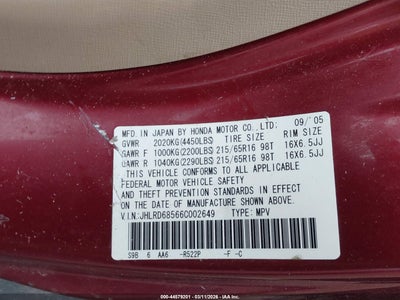 MFD. IN JAPAN BY HONDA MOTOR CO., LTD; 09/'05
GVWR 2020KG(4450LBS) TIRE SIZE RIM SIZE
GAWR F 1000KG(2200LBS) 215/65R16 98T 16X6.5JJ
GAWR R 1040KG(2290LBS) 215/65R16 98T 16X6.5JJ
THIS VEHICLE CONFORMS TO ALL APPLICABLE
FEDERAL MOTOR VEHICLE SAFETY
AND THEFT PREVENTION STANDARDS IN EFFECT
ON THE DATE OF MANUFACTURE SHOWN ABOVE.
V.I.N:JHLRD68566C002649 TYPE: MPV
S9B 6 AA6 -R522P -F -C
000-44579201 - 03/11/2026 - IAAI